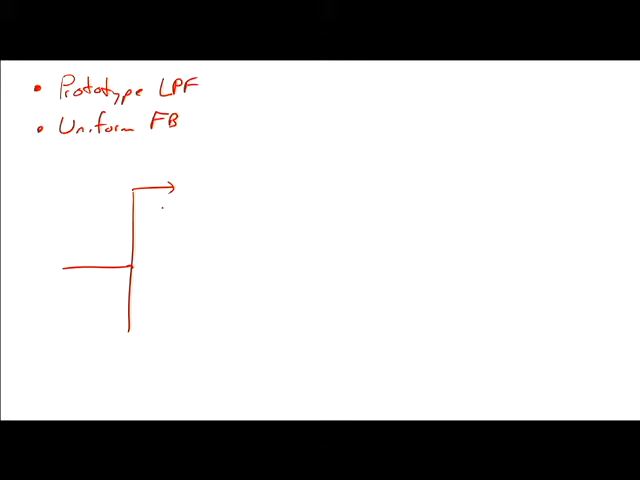 • Prototype LPF
• Uniform FB